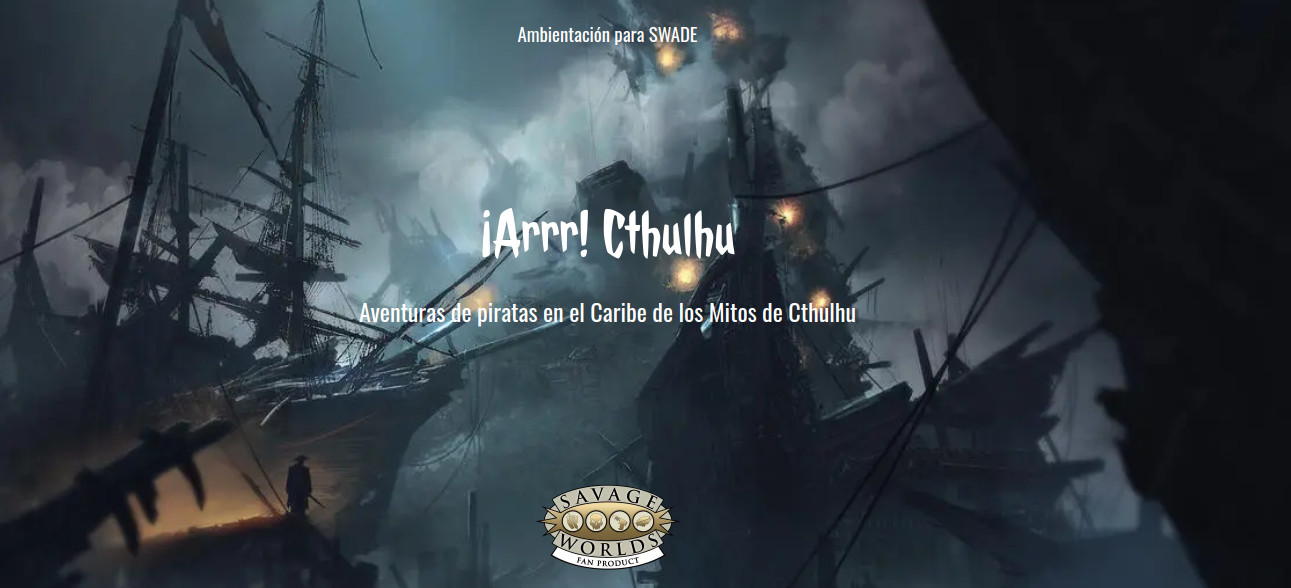 Ambientación para SWADE
¡Arrr! Cthulhu
Aventuras de piratas en el Caribe de los Mitos de Cthulhu
SAVAGE
WORLDS
FAN PRODUCT